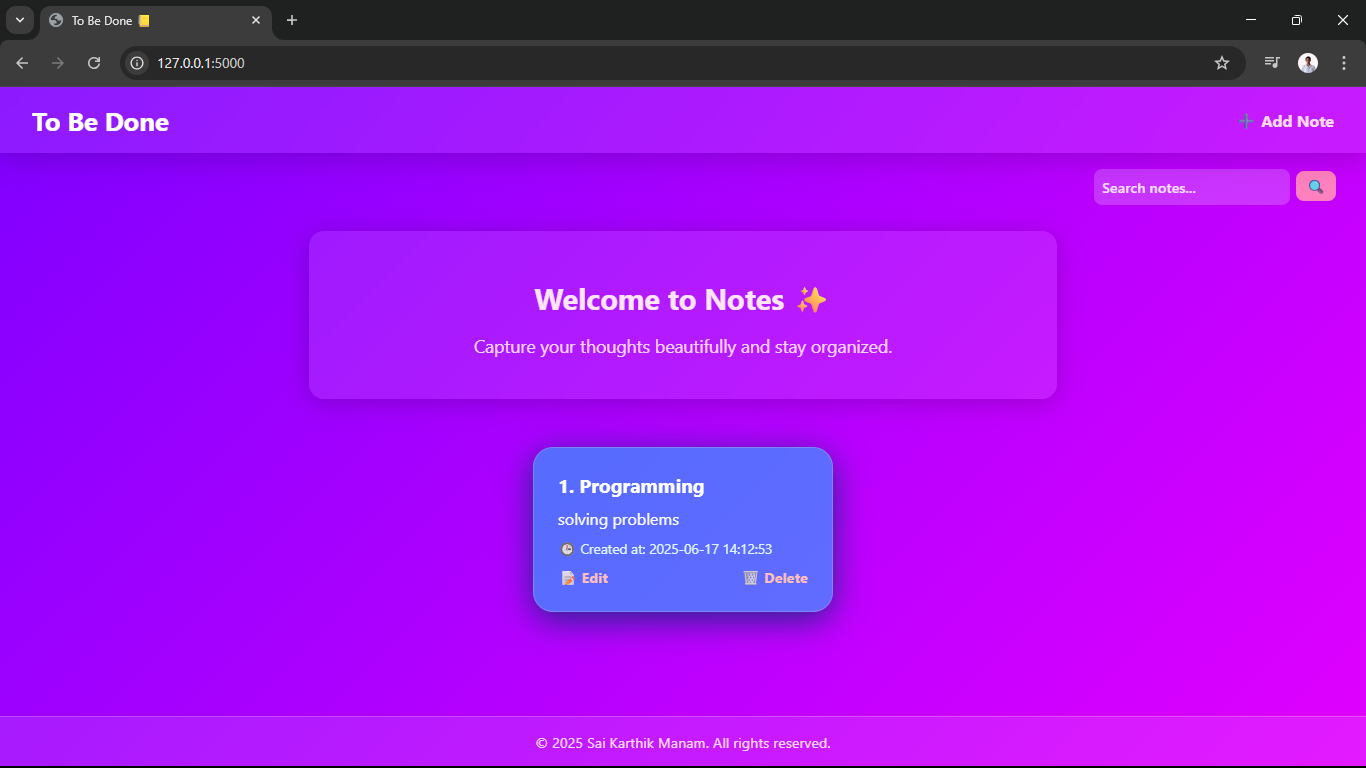 To Be Done 📒
127.0.0.1:5000
To Be Done
➕ Add Note
Search notes...
🔍
Welcome to Notes ✨
Capture your thoughts beautifully and stay organized.
1. Programming
solving problems
🕒 Created at: 2025-06-17 14:12:53
📝 Edit 🗑️ Delete
© 2025 Sai Karthik Manam. All rights reserved.